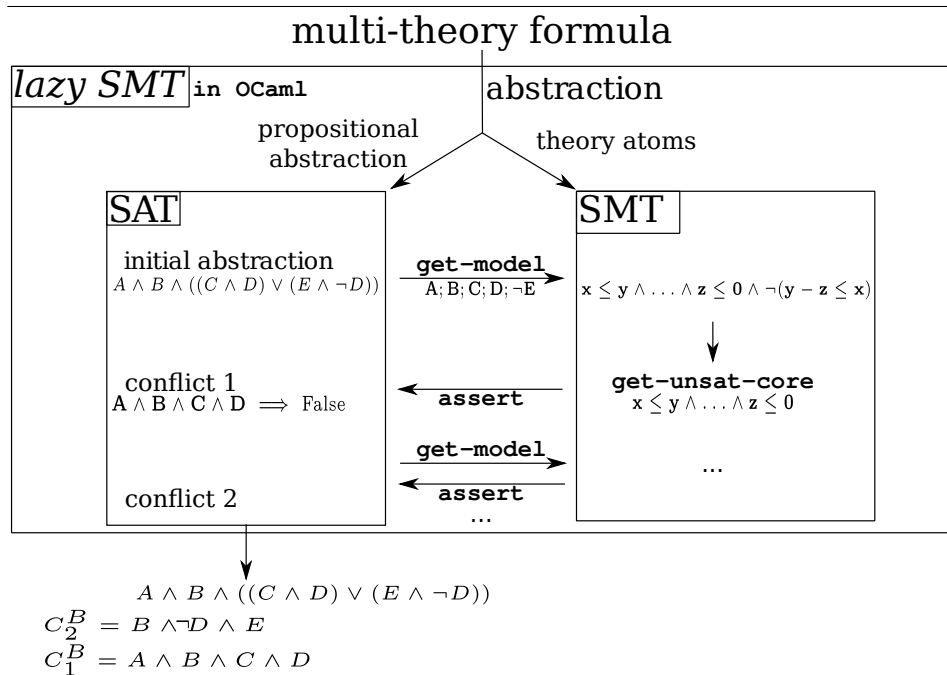 multi-theory formula
lazy SMT in OCaml
abstraction
propositional
abstraction
theory atoms
SAT
initial abstraction
A ∧ B ∧ ((C ∧ D) ∨ (E ∧ ¬D))
conflict 1
A ∧ B ∧ C ∧ D ⟹ False
conflict 2
get-model
A; B; C; D; ¬E
assert
get-model
assert
...
SMT
x ≤ y ∧ . . . ∧ z ≤ 0 ∧ ¬(y − z ≤ x)
get-unsat-core
x ≤ y ∧ . . . ∧ z ≤ 0
...
A ∧ B ∧ ((C ∧ D) ∨ (E ∧ ¬D))
C₂ᴮ = B ∧¬D ∧ E
C₁ᴮ = A ∧ B ∧ C ∧ D